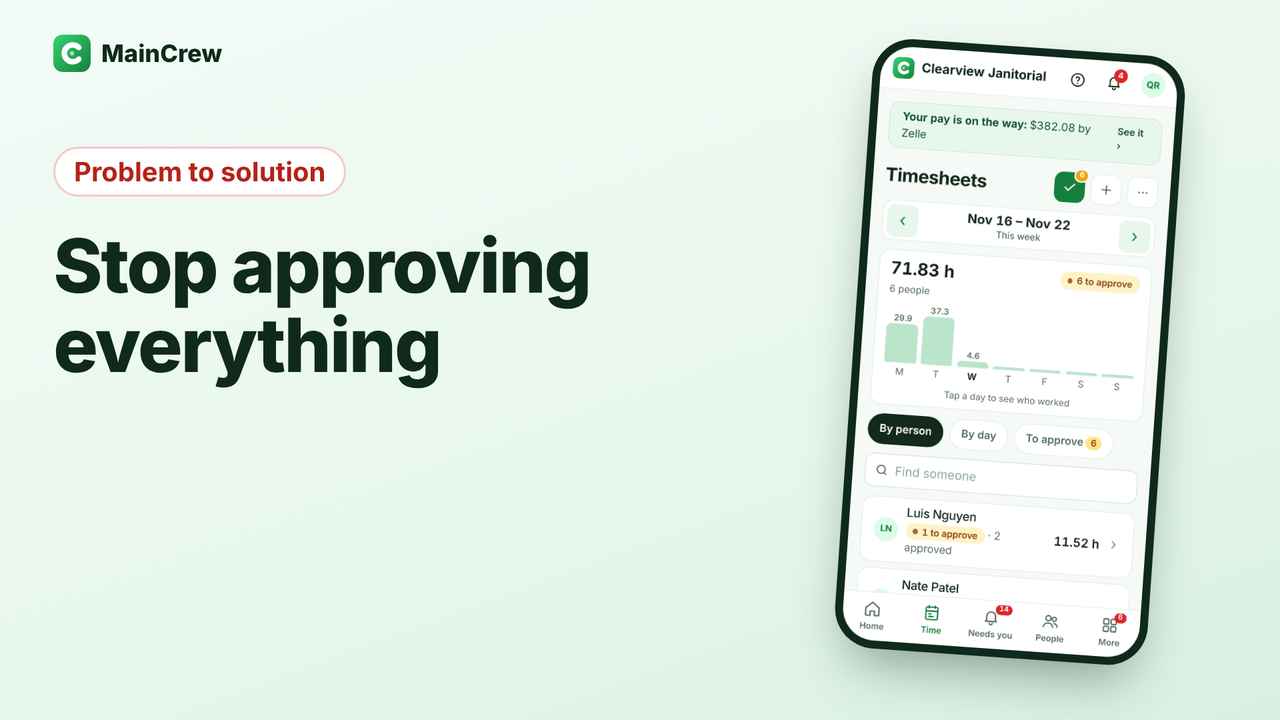 MainCrew
Problem to solution
Stop approving
everything
Clearview Janitorial
4
QR
Your pay is on the way: $382.08 by
Zelle
See it
›
Timesheets
6
Nov 16 – Nov 22
This week
71.83 h
6 people
6 to approve
29.9
37.3
4.6
M T W T F S S
Tap a day to see who worked
By person
By day
To approve 6
Find someone
LN
Luis Nguyen
1 to approve · 2
approved
11.52 h
Nate Patel
Home
Time
14
Needs you
People
6
More